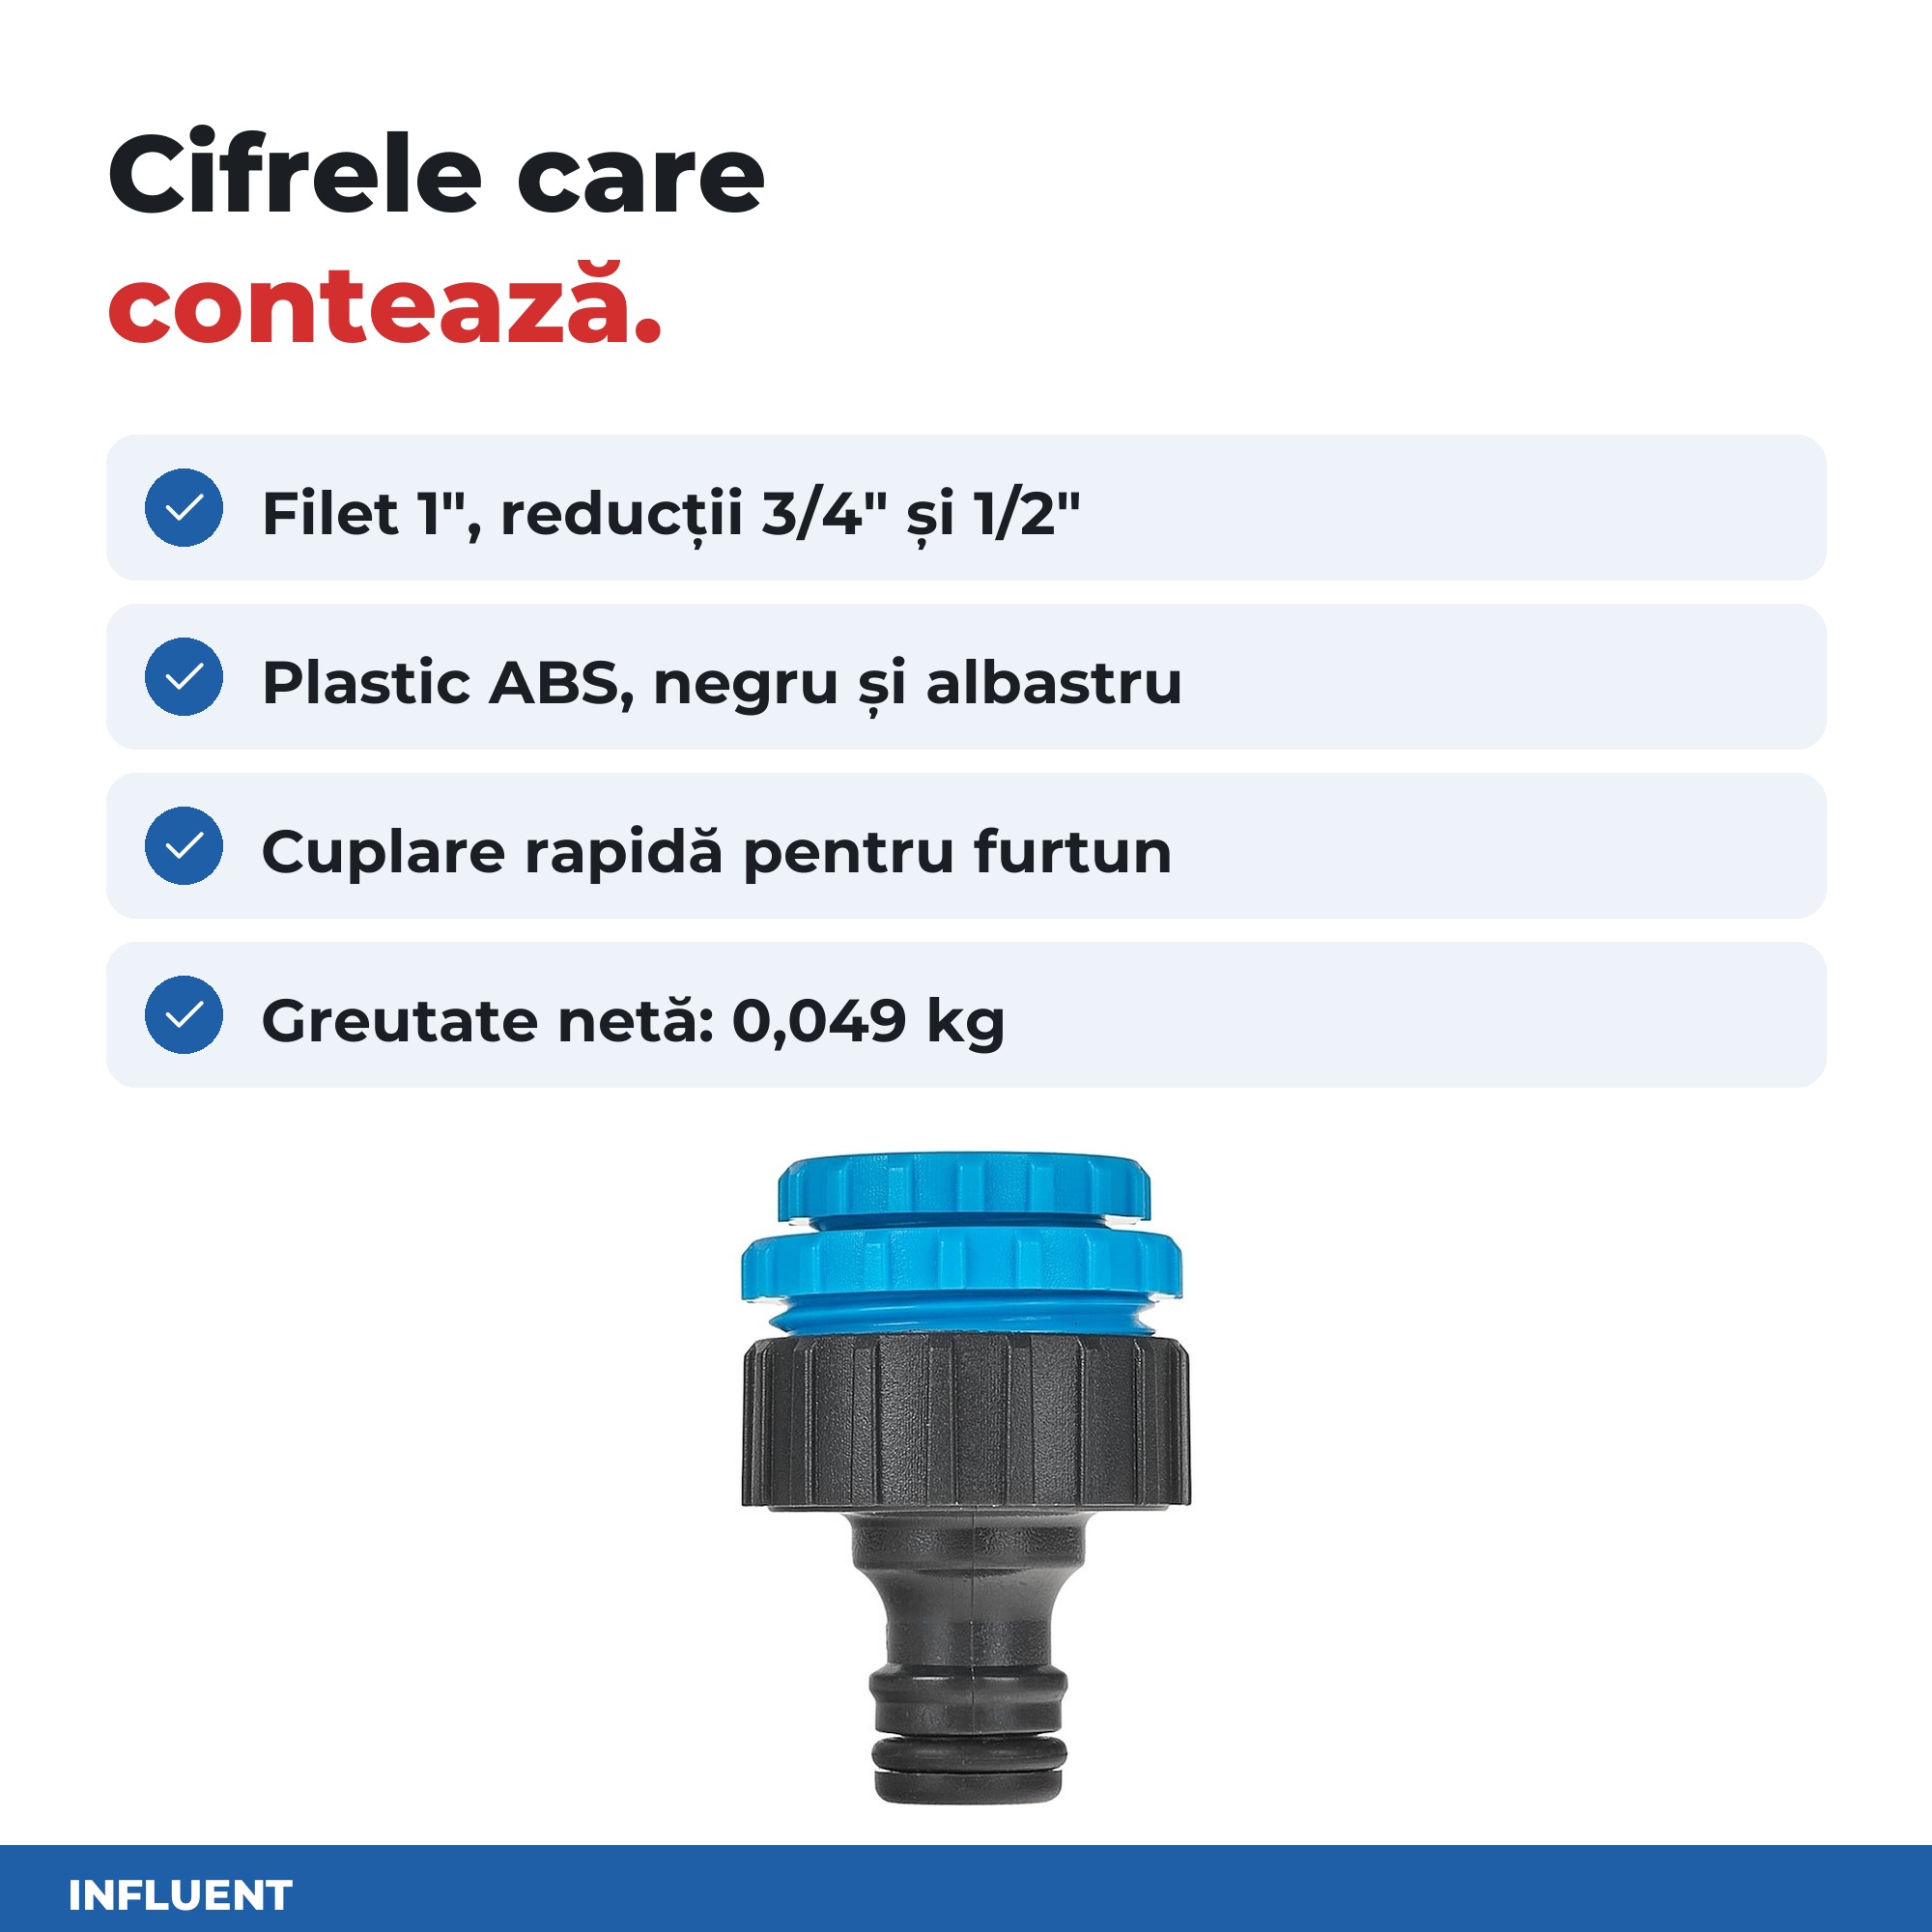 Cifrele care
contează.
Filet 1", reducții 3/4" și 1/2"
Plastic ABS, negru și albastru
Cuplare rapidă pentru furtun
Greutate netă: 0,049 kg
INFLUENT